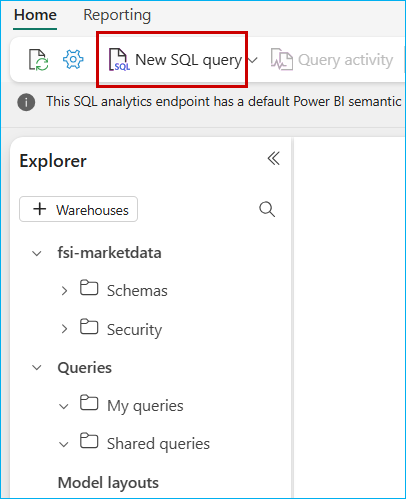 Home Reporting
SQL New SQL query Query activity
This SQL analytics endpoint has a default Power BI semantic
Explorer
+ Warehouses
fsi-marketdata
Schemas
Security
Queries
My queries
Shared queries
Model layouts